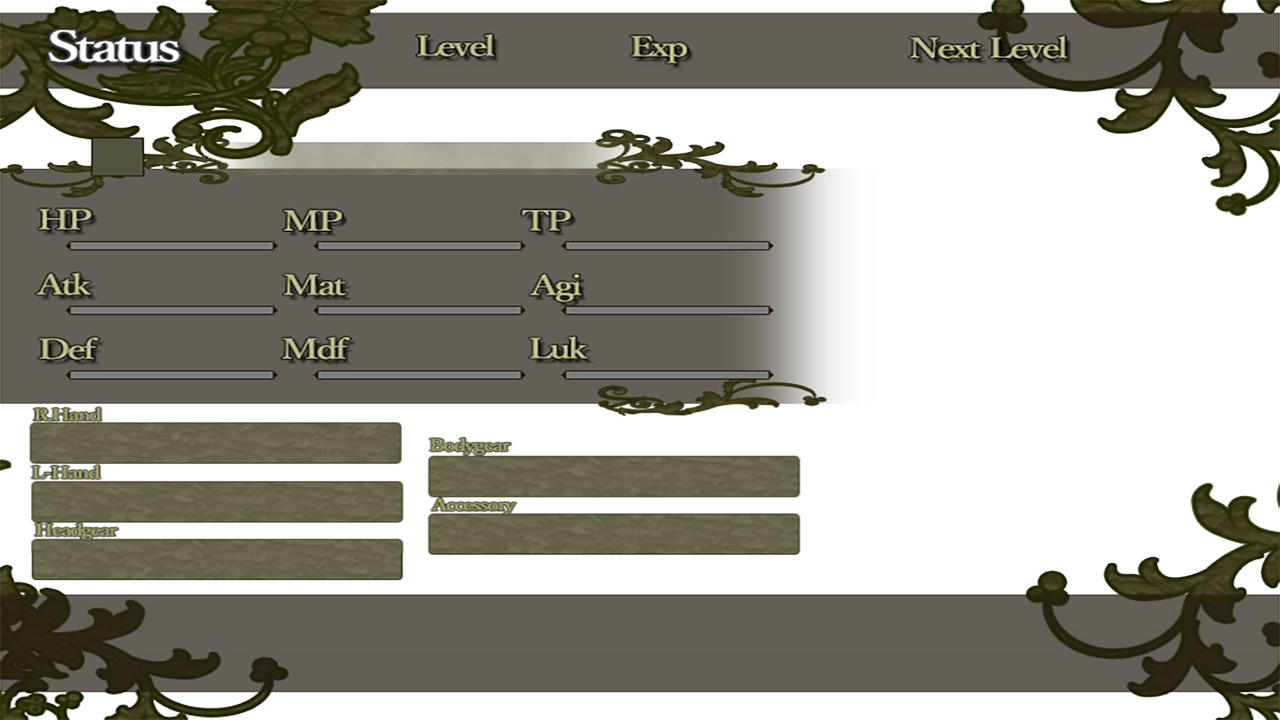 Status Level Exp Next Level
HP MP TP
Atk Mat Agi
Def Mdf Luk
R.Hand
L-Hand
Headgear
Bodygear
Accessory